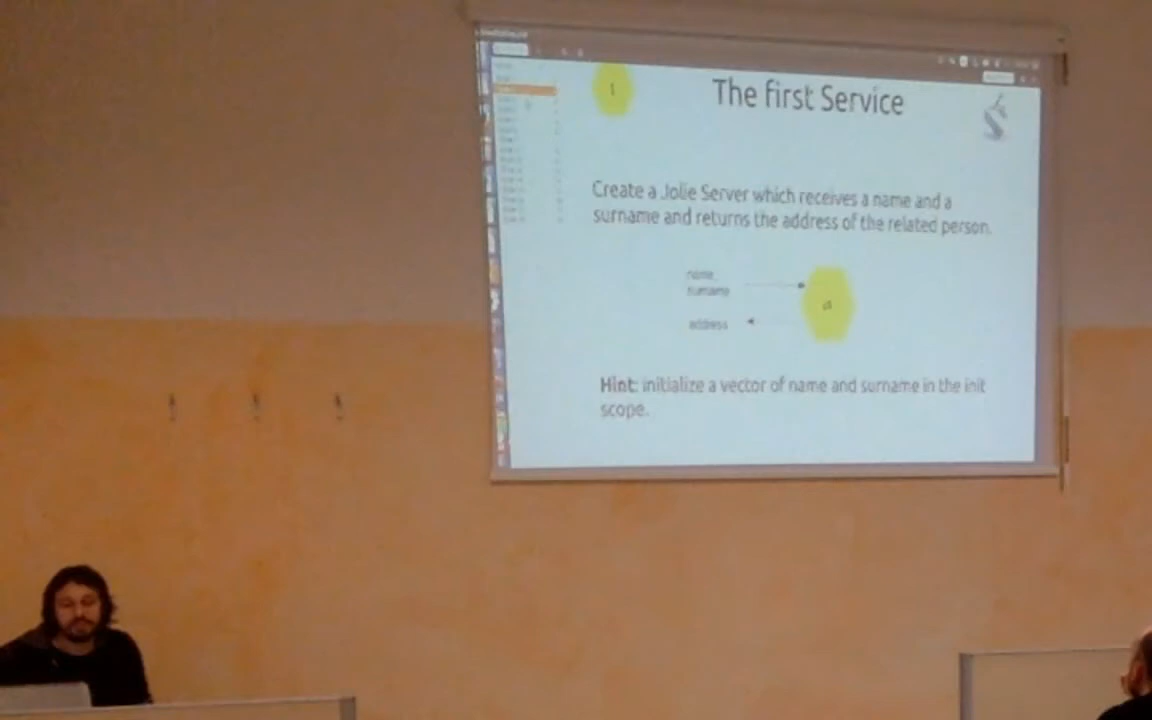 1
The first Service
Create a Jolie Server which receives a name and a
surname and returns the address of the related person.
name
surname
address
Hint: initialize a vector of name and surname in the init
scope.